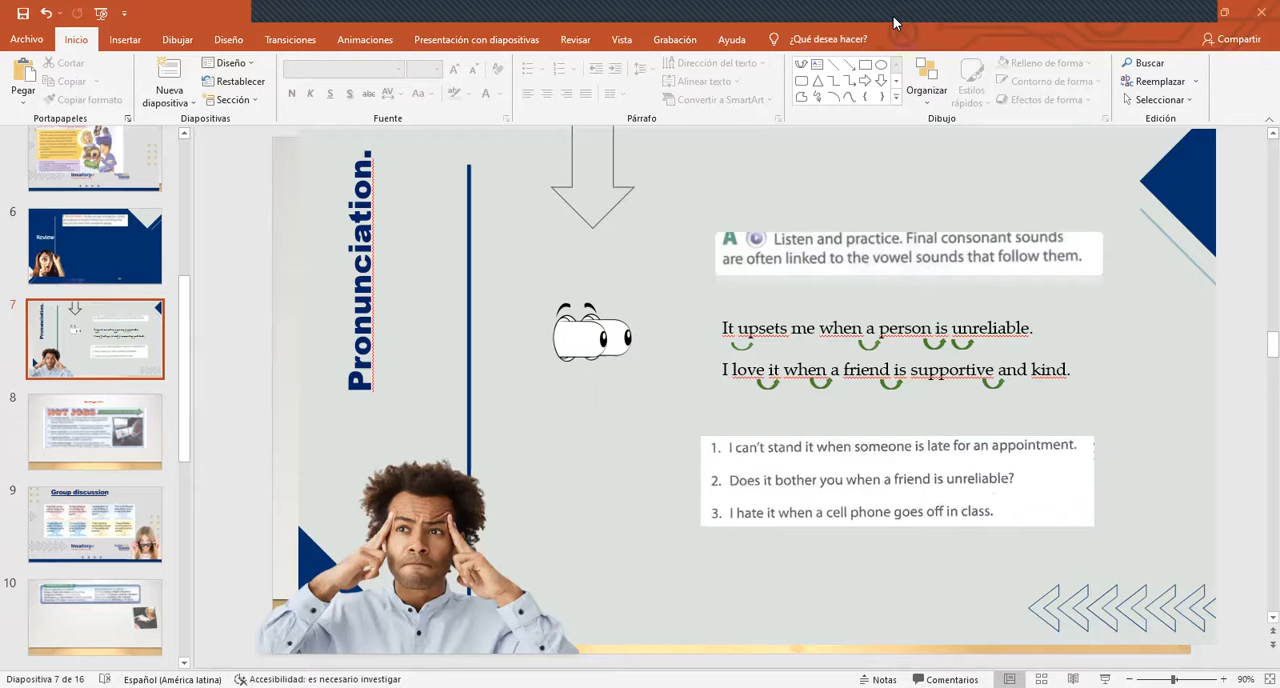 Archivo
Inicio
Insertar
Dibujar
Diseño
Transiciones
Animaciones
Presentación con diapositivas
Revisar
Vista
Grabación
Ayuda
¿Qué desea hacer?
Compartir
Pegar
Cortar
Copiar
Copiar formato
Portapapeles
Nueva
diapositiva
Diseño
Restablecer
Sección
Diapositivas
N K S S abc AV Aa A
Fuente
Dirección del texto
Alinear texto
Convertir a SmartArt
Párrafo
Organizar
Estilos
rápidos
Relleno de forma
Contorno de forma
Efectos de forma
Dibujo
Buscar
Reemplazar
Seleccionar
Edición
6
Review
7
8
HOT JOBS
9
Group discussion
10
Pronunciation.
A Listen and practice. Final consonant sounds
are often linked to the vowel sounds that follow them.
It upsets me when a person is unreliable.
I love it when a friend is supportive and kind.
1. I can't stand it when someone is late for an appointment.
2. Does it bother you when a friend is unreliable?
3. I hate it when a cell phone goes off in class.
Diapositiva 7 de 16
Español (América latina)
Accesibilidad: es necesario investigar
Notas
Comentarios
90%